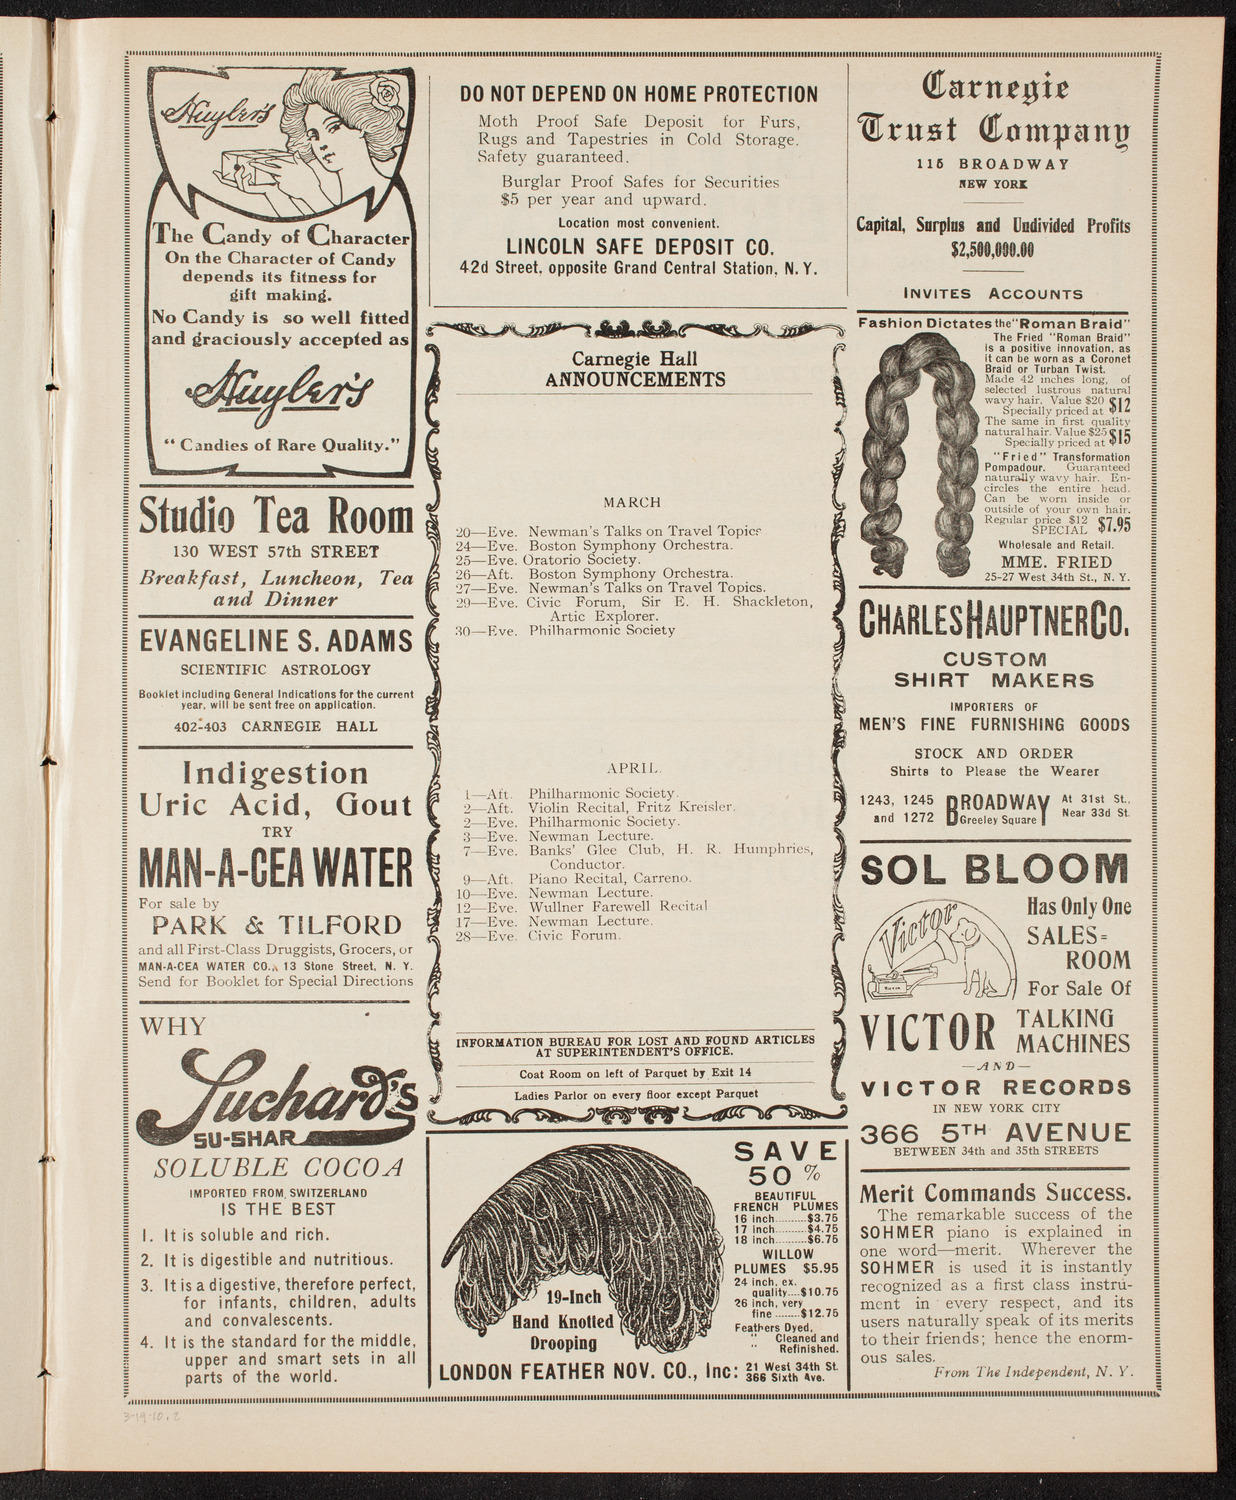 Huyler's
The Candy of Character
On the Character of Candy
depends its fitness for
gift making.
No Candy is so well fitted
and graciously accepted as
Huyler's
"Candies of Rare Quality."
Studio Tea Room
130 WEST 57th STREET
Breakfast, Luncheon, Tea
and Dinner
EVANGELINE S. ADAMS
SCIENTIFIC ASTROLOGY
Booklet including General Indications for the current
year, will be sent free on application.
402-403 CARNEGIE HALL
Indigestion
Uric Acid, Gout
TRY
MAN-A-CEA WATER
For sale by
PARK & TILFORD
and all First-Class Druggists, Grocers, or
MAN-A-CEA WATER CO., 13 Stone Street, N. Y.
Send for Booklet for Special Directions
WHY
Suchard's
SU-SHAR
SOLUBLE COCOA
IMPORTED FROM SWITZERLAND
IS THE BEST
1. It is soluble and rich.
2. It is digestible and nutritious.
3. It is a digestive, therefore perfect,
for infants, children, adults
and convalescents.
4. It is the standard for the middle,
upper and smart sets in all
parts of the world.
DO NOT DEPEND ON HOME PROTECTION
Moth Proof Safe Deposit for Furs,
Rugs and Tapestries in Cold Storage.
Safety guaranteed.
Burglar Proof Safes for Securities
$5 per year and upward.
Location most convenient.
LINCOLN SAFE DEPOSIT CO.
42d Street, opposite Grand Central Station, N. Y.
Carnegie Hall
ANNOUNCEMENTS
MARCH
20—Eve. Newman's Talks on Travel Topics
24—Eve. Boston Symphony Orchestra.
25—Eve. Oratorio Society.
26—Aft. Boston Symphony Orchestra.
27—Eve. Newman's Talks on Travel Topics.
29—Eve. Civic Forum, Sir E. H. Shackleton,
Artic Explorer.
30—Eve. Philharmonic Society
APRIL.
1—Aft. Philharmonic Society.
2—Aft. Violin Recital, Fritz Kreisler.
2—Eve. Philharmonic Society.
3—Eve. Newman Lecture.
7—Eve. Banks' Glee Club, H. R. Humphries,
Conductor.
9—Aft. Piano Recital, Carreno.
10—Eve. Newman Lecture.
12—Eve. Wullner Farewell Recital
17—Eve. Newman Lecture.
28—Eve. Civic Forum.
INFORMATION BUREAU FOR LOST AND FOUND ARTICLES
AT SUPERINTENDENT'S OFFICE.
Coat Room on left of Parquet by Exit 14
Ladies Parlor on every floor except Parquet
19-Inch
Hand Knotted
Drooping
SAVE
50%
BEAUTIFUL
FRENCH PLUMES
16 inch..........$3.75
17 inch..........$4.75
18 inch..........$6.75
WILLOW
PLUMES $5.95
24 inch, ex.
quality....$10.75
26 inch, very
fine ........$12.75
Feathers Dyed,
" Cleaned and
" Refinished.
LONDON FEATHER NOV. CO., Inc: 21 West 34th St.
366 Sixth Ave.
Carnegie
Trust Company
115 BROADWAY
NEW YORK
Capital, Surplus and Undivided Profits
$2,500,000.00
INVITES ACCOUNTS
Fashion Dictates the "Roman Braid"
The Fried "Roman Braid"
is a positive innovation, as
it can be worn as a Coronet
Braid or Turban Twist.
Made 42 inches long, of
selected lustrous natural
wavy hair. Value $20
Specially priced at $12
The same in first quality
natural hair. Value $25
Specially priced at $15
"Fried" Transformation
Pompadour. Guaranteed
naturally wavy hair. En-
circles the entire head.
Can be worn inside or
outside of your own hair.
Regular price $12
SPECIAL $7.95
Wholesale and Retail.
MME. FRIED
25-27 West 34th St., N. Y.
CHARLES HAUPTNER CO.
CUSTOM
SHIRT MAKERS
IMPORTERS OF
MEN'S FINE FURNISHING GOODS
STOCK AND ORDER
Shirts to Please the Wearer
1243, 1245
and 1272
BROADWAY
Greeley Square
At 31st St.,
Near 33d St.
SOL BLOOM
Victor
Has Only One
SALES=
ROOM
For Sale Of
VICTOR TALKING
MACHINES
—AND—
VICTOR RECORDS
IN NEW YORK CITY
366 5TH AVENUE
BETWEEN 34th and 35th STREETS
Merit Commands Success.
The remarkable success of the
SOHMER piano is explained in
one word—merit. Wherever the
SOHMER is used it is instantly
recognized as a first class instru-
ment in every respect, and its
users naturally speak of its merits
to their friends; hence the enorm-
ous sales.
From The Independent, N. Y.
3-19-10.2